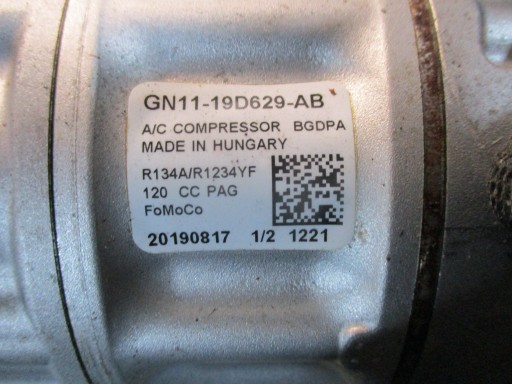 GN11-19D629-AB
A/C COMPRESSOR BGDPA
MADE IN HUNGARY
R134A/R1234YF
120 CC PAG
FoMoCo
20190817 1/2 1221